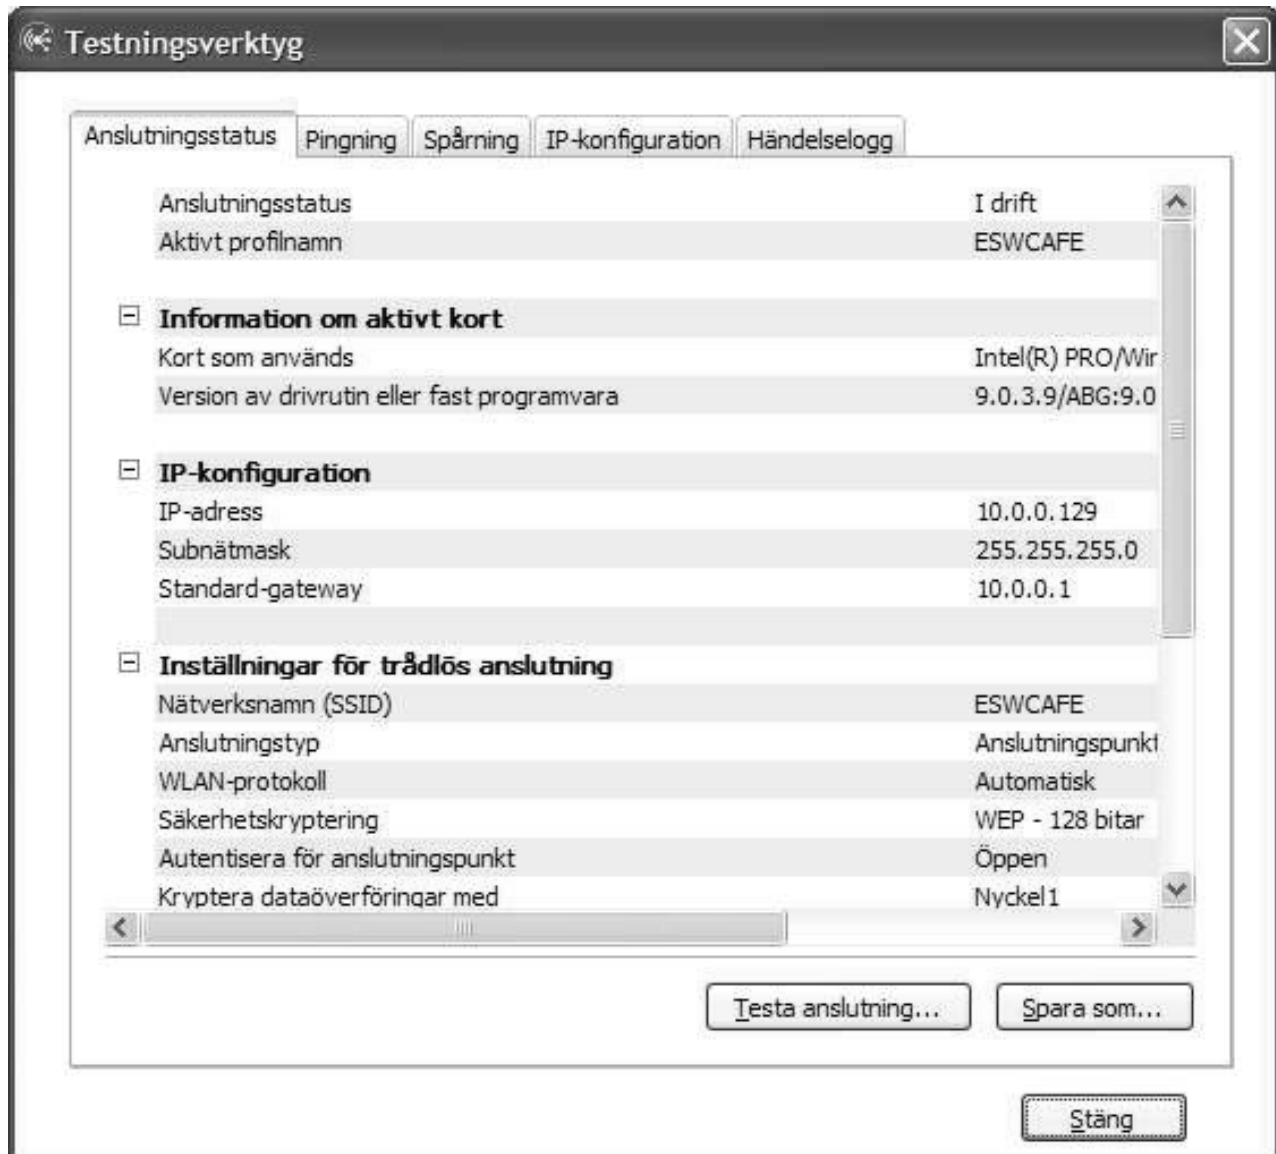 Testningsverktyg
Anslutningsstatus Pingning Spårning IP-konfiguration Händelselogg
Anslutningsstatus I drift
Aktivt profilnamn ESWCAFE
Information om aktivt kort
Kort som används Intel(R) PRO/Wir
Version av drivrutin eller fast programvara 9.0.3.9/ABG:9.0
IP-konfiguration
IP-adress 10.0.0.129
Subnätmask 255.255.255.0
Standard-gateway 10.0.0.1
Inställningar för trådlös anslutning
Nätverksnamn (SSID) ESWCAFE
Anslutningstyp Anslutningspunkt
WLAN-protokoll Automatisk
Säkerhetskryptering WEP - 128 bitar
Autentisera för anslutningspunkt Öppen
Kryptera dataöverföringar med Nyckel1
Testa anslutning... Spara som...
Stäng